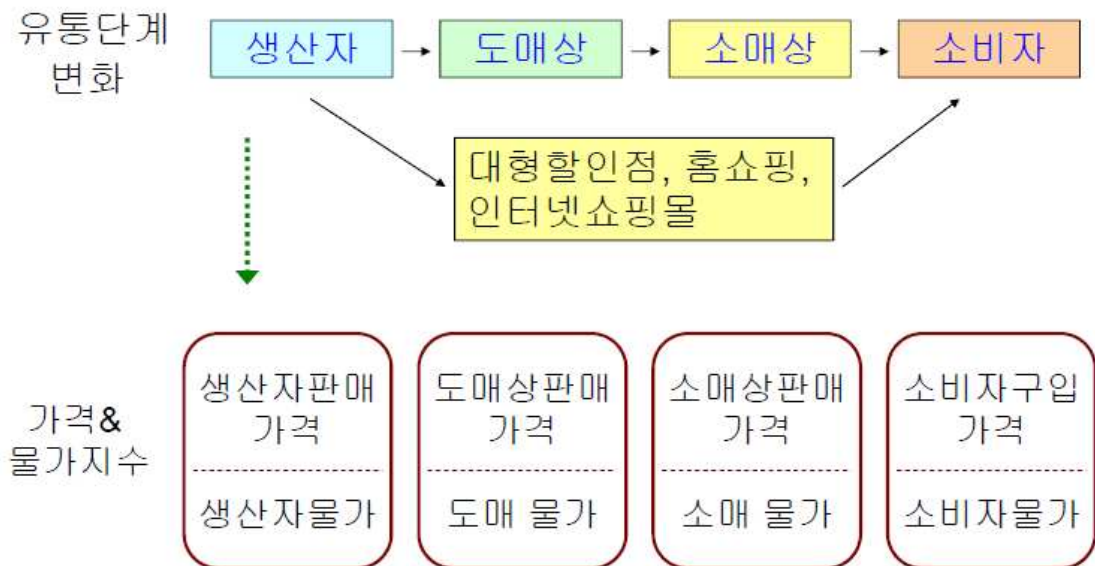 유통단계
변화
생산자
도매상
소매상
소비자
대형할인점, 홈쇼핑,
인터넷쇼핑몰
가격&
물가지수
생산자판매
가격
생산자물가
도매상판매
가격
도매 물가
소매상판매
가격
소매 물가
소비자구입
가격
소비자물가